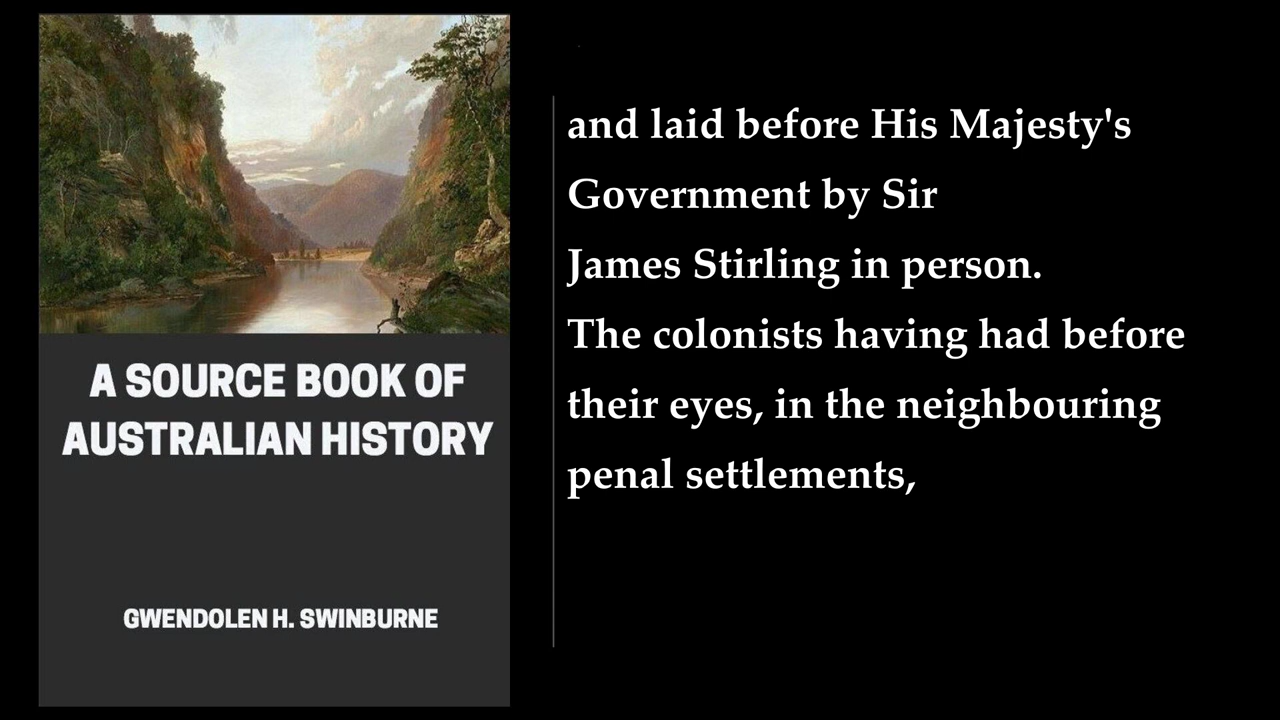 A SOURCE BOOK OF
AUSTRALIAN HISTORY
GWENDOLEN H. SWINBURNE
and laid before His Majesty's
Government by Sir
James Stirling in person.
The colonists having had before
their eyes, in the neighbouring
penal settlements,